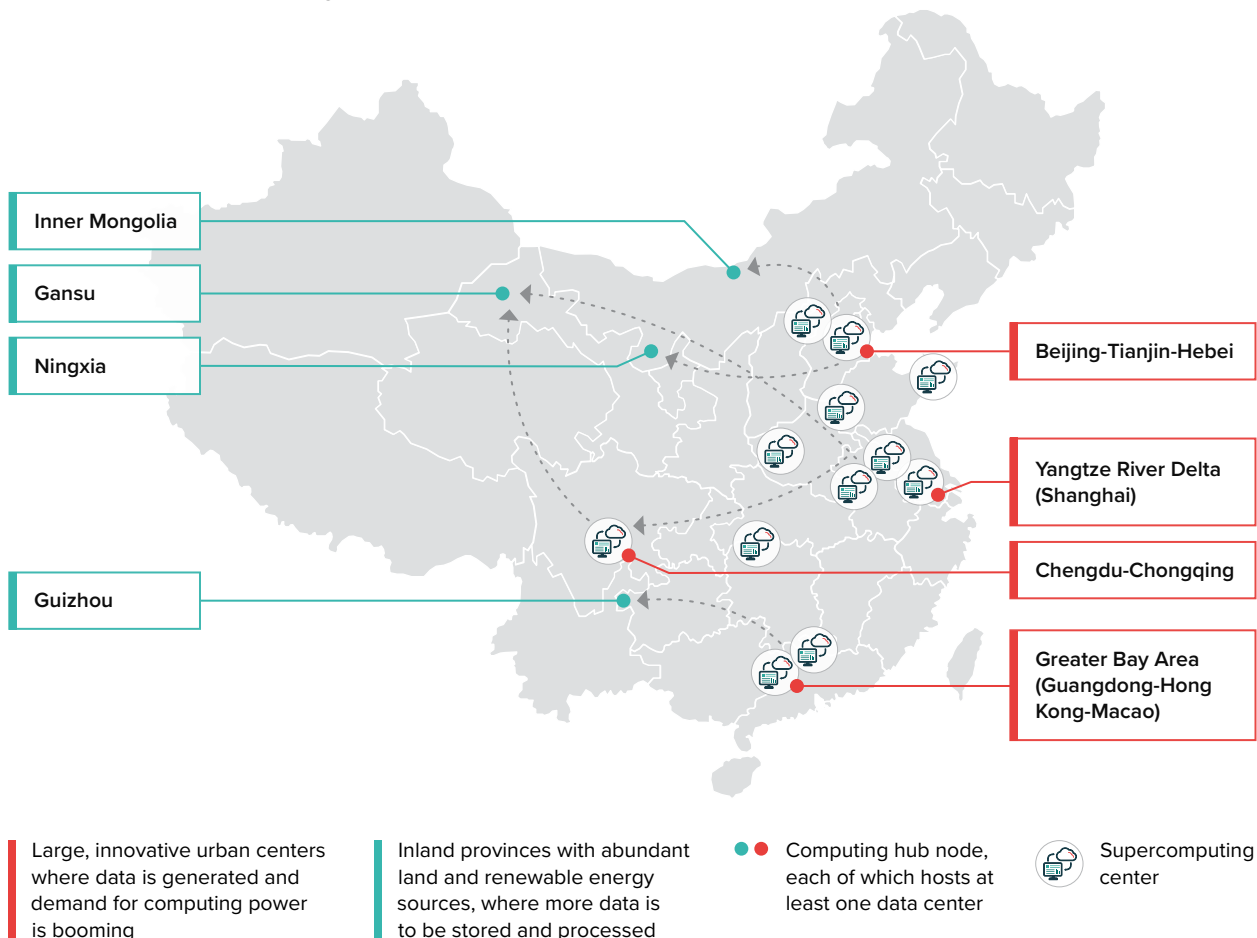 Inner Mongolia
Gansu
Ningxia
Guizhou
Beijing-Tianjin-Hebei
Yangtze River Delta
(Shanghai)
Chengdu-Chongqing
Greater Bay Area
(Guangdong-Hong
Kong-Macao)
Large, innovative urban centers
where data is generated and
demand for computing power
is booming
Inland provinces with abundant
land and renewable energy
sources, where more data is
to be stored and processed
Computing hub node,
each of which hosts at
least one data center
Supercomputing
center